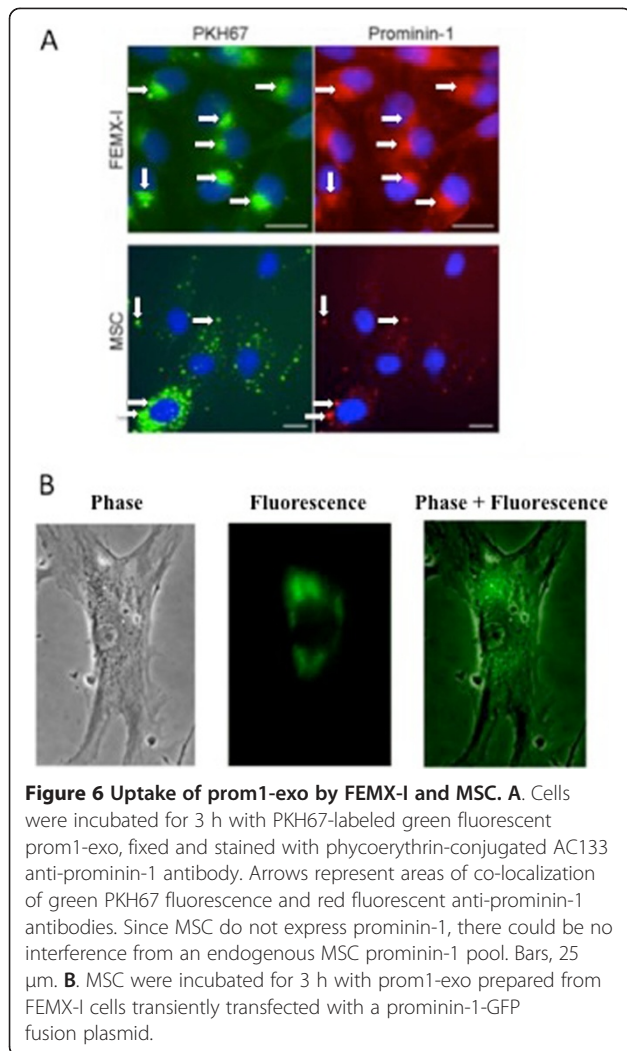 A
PKH67 Prominin-1
FEMX-I
MSC
B
Phase Fluorescence Phase + Fluorescence
Figure 6 Uptake of prom1-exo by FEMX-I and MSC. A. Cells
were incubated for 3 h with PKH67-labeled green fluorescent
prom1-exo, fixed and stained with phycoerythrin-conjugated AC133
anti-prominin-1 antibody. Arrows represent areas of co-localization
of green PKH67 fluorescence and red fluorescent anti-prominin-1
antibodies. Since MSC do not express prominin-1, there could be no
interference from an endogenous MSC prominin-1 pool. Bars, 25
μm. B. MSC were incubated for 3 h with prom1-exo prepared from
FEMX-I cells transiently transfected with a prominin-1-GFP
fusion plasmid.